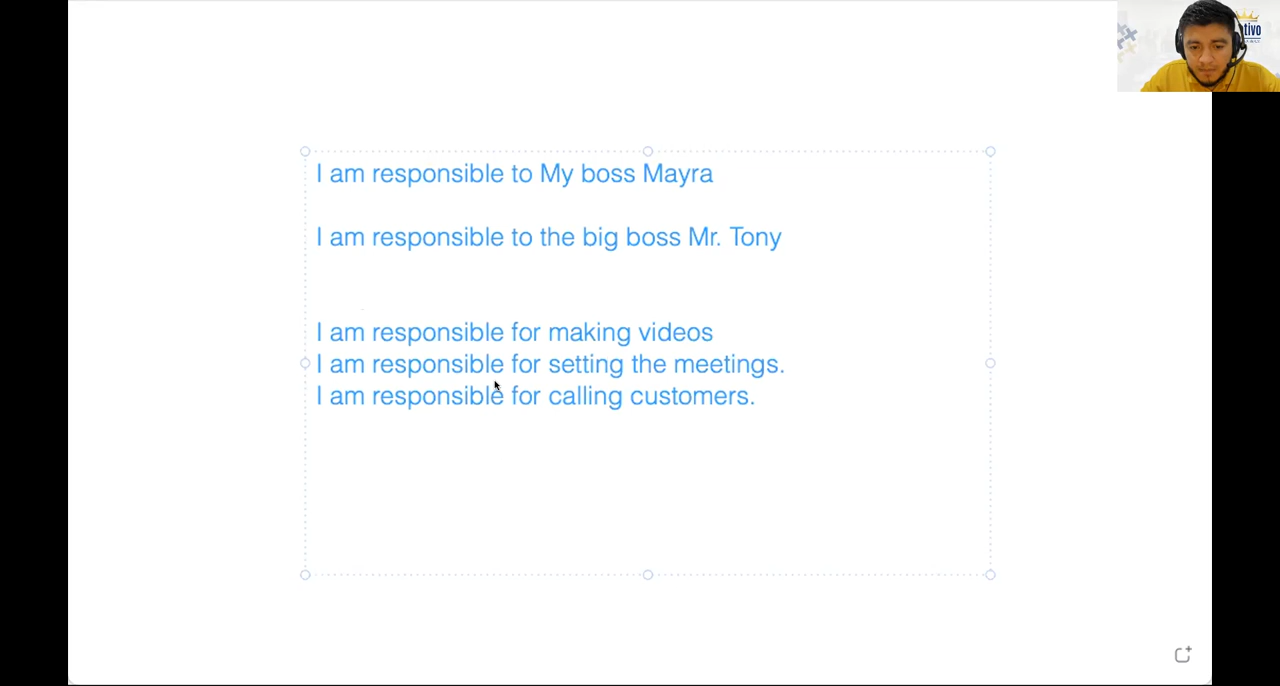 tivo
I am responsible to My boss Mayra
I am responsible to the big boss Mr. Tony
I am responsible for making videos
I am responsible for setting the meetings.
I am responsible for calling customers.